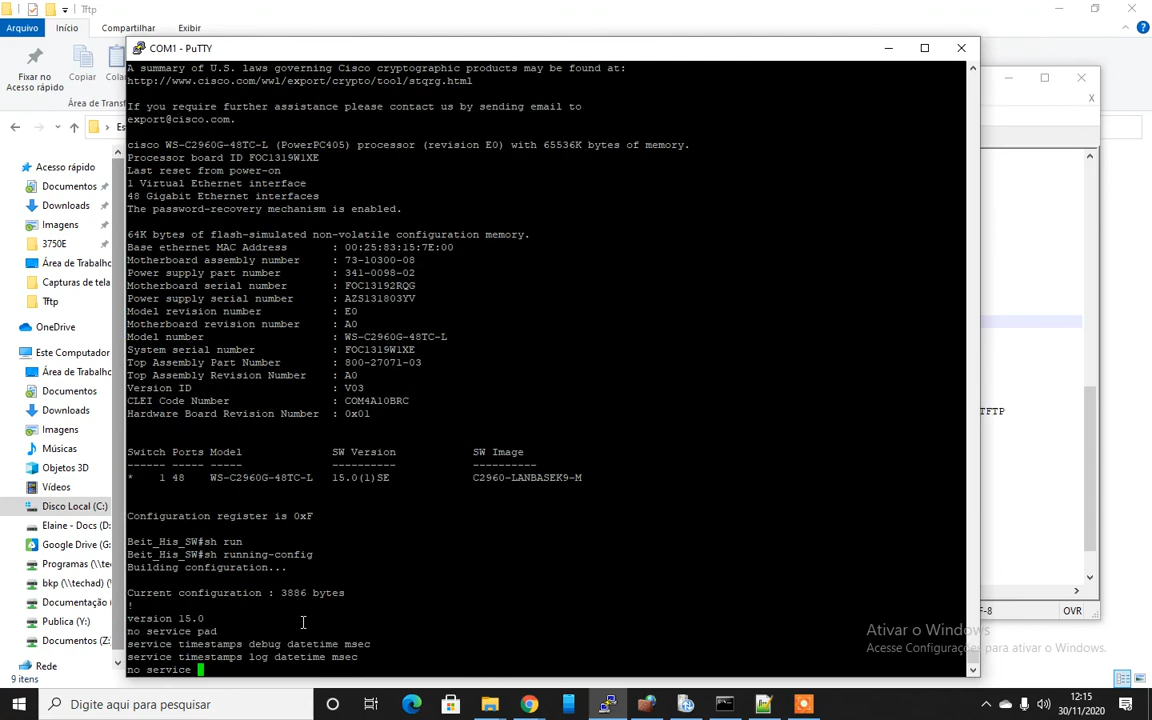 Tftp
Arquivo
Início
Compartilhar
Exibir
Fixar no
Acesso rápido
Copiar
Colar
Área de Transf
COM1 - PuTTY
A summary of U.S. laws governing Cisco cryptographic products may be found at:
http://www.cisco.com/wwl/export/crypto/tool/stqrg.html
If you require further assistance please contact us by sending email to
export@cisco.com.
cisco WS-C2960G-48TC-L (PowerPC405) processor (revision E0) with 65536K bytes of memory.
Processor board ID FOC1319W1XE
Last reset from power-on
1 Virtual Ethernet interface
48 Gigabit Ethernet interfaces
The password-recovery mechanism is enabled.
64K bytes of flash-simulated non-volatile configuration memory.
Base ethernet MAC Address : 00:25:83:15:7E:00
Motherboard assembly number : 73-10300-08
Power supply part number : 341-0098-02
Motherboard serial number : FOC13192RQG
Power supply serial number : AZS131803YV
Model revision number : E0
Motherboard revision number : A0
Model number : WS-C2960G-48TC-L
System serial number : FOC1319W1XE
Top Assembly Part Number : 800-27071-03
Top Assembly Revision Number : A0
Version ID : V03
CLEI Code Number : COM4A10BRC
Hardware Board Revision Number : 0x01
Switch Ports Model SW Version SW Image
------ ----- ----- ---------- ----------
* 1 48 WS-C2960G-48TC-L 15.0(1)SE C2960-LANBASEK9-M
Configuration register is 0xF
Beit_His_SW#sh run
Beit_His_SW#sh running-config
Building configuration...
Current configuration : 3886 bytes
!
version 15.0
no service pad
service timestamps debug datetime msec
service timestamps log datetime msec
no service
Es
Acesso rápido
Documentos
Downloads
Imagens
3750E
Área de Trabalho
Capturas de tela
Tftp
OneDrive
Este Computador
Área de Trabalho
Documentos
Downloads
Imagens
Músicas
Objetos 3D
Vídeos
Disco Local (C:)
Elaine - Docs (D:
Google Drive (G:
Programas (\\te
bkp (\\techad) (
Documentação
Publica (Y:)
Documentos (Z:
Rede
9 itens
TFTP
F-8
OVR
Ativar o Windows
Acesse Configurações para ativar o Windows.
Digite aqui para pesquisar
12:15
30/11/2020